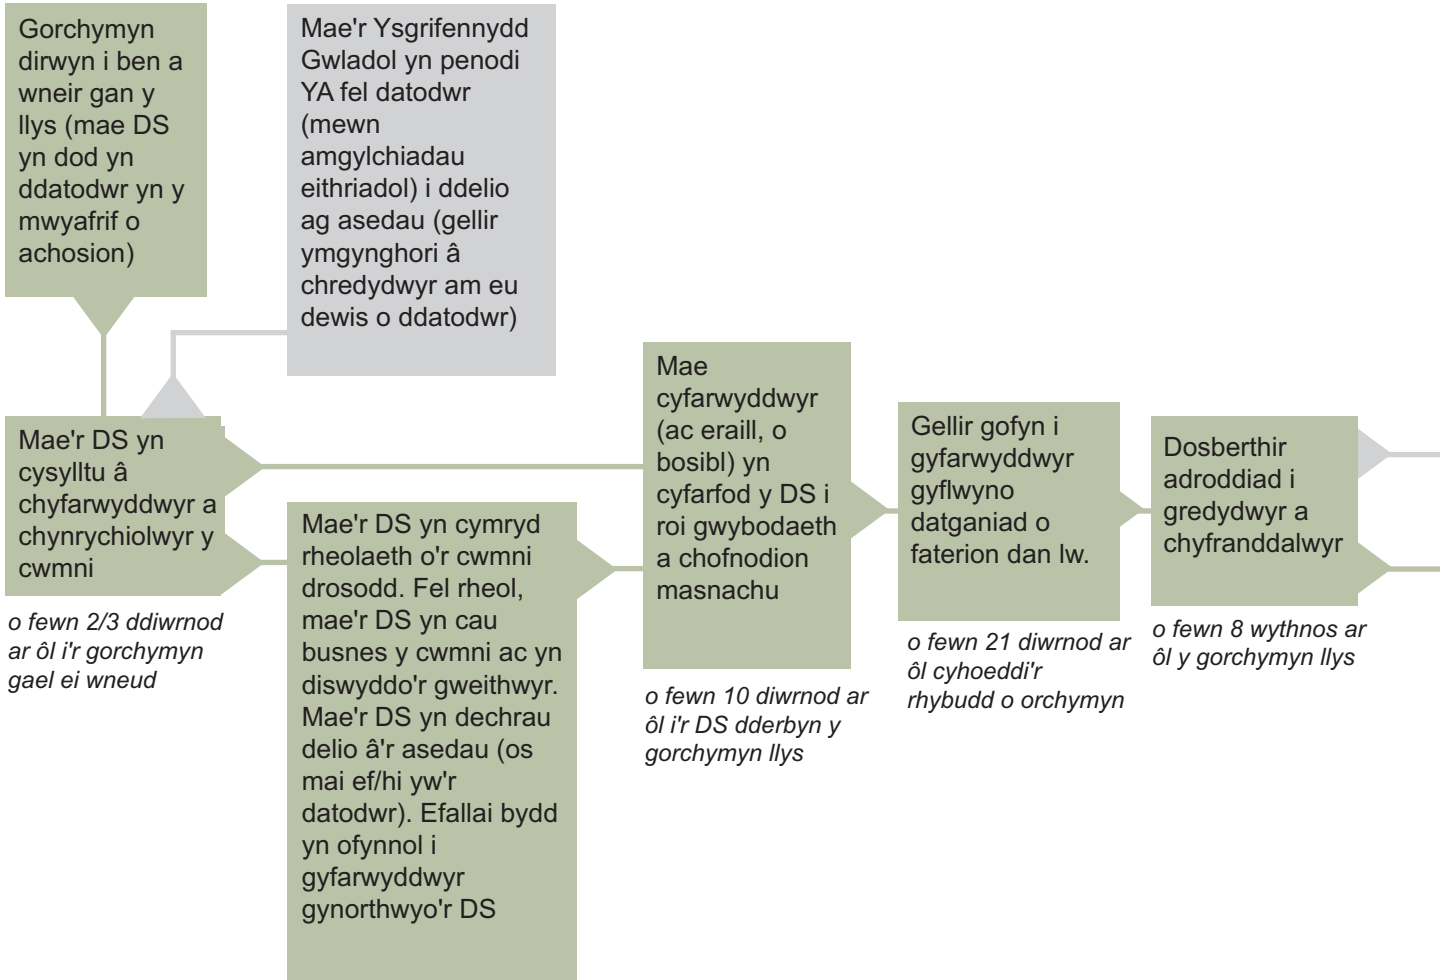 Gorchymyn
dirwyn i ben a
wneir gan y
llys (mae DS
yn dod yn
ddatodwr yn y
mwyafrif o
achosion)
Mae'r Ysgrifennydd
Gwladol yn penodi
YA fel datodwr
(mewn
amgylchiadau
eithriadol) i ddelio
ag asedau (gellir
ymgynghori â
chredydwyr am eu
dewis o ddatodwr)
Mae'r DS yn
cysylltu â
chyfarwyddwyr a
chynrychiolwyr y
cwmni
o fewn 2/3 ddiwrnod
ar ôl i'r gorchymyn
gael ei wneud
Mae'r DS yn cymryd
rheolaeth o'r cwmni
drosodd. Fel rheol,
mae'r DS yn cau
busnes y cwmni ac yn
diswyddo'r gweithwyr.
Mae'r DS yn dechrau
delio â'r asedau (os
mai ef/hi yw'r
datodwr). Efallai bydd
yn ofynnol i
gyfarwyddwyr
gynorthwyo'r DS
Mae
cyfarwyddwyr
(ac eraill, o
bosibl) yn
cyfarfod y DS i
roi gwybodaeth
a chofnodion
masnachu
o fewn 10 diwrnod ar
ôl i'r DS dderbyn y
gorchymyn llys
Gellir gofyn i
gyfarwyddwyr
gyflwyno
datganiad o
faterion dan lw.
o fewn 21 diwrnod ar
ôl cyhoeddi'r
rhybudd o orchymyn
Dosberthir
adroddiad i
gredydwyr a
chyfranddalwyr
o fewn 8 wythnos ar
ôl y gorchymyn llys